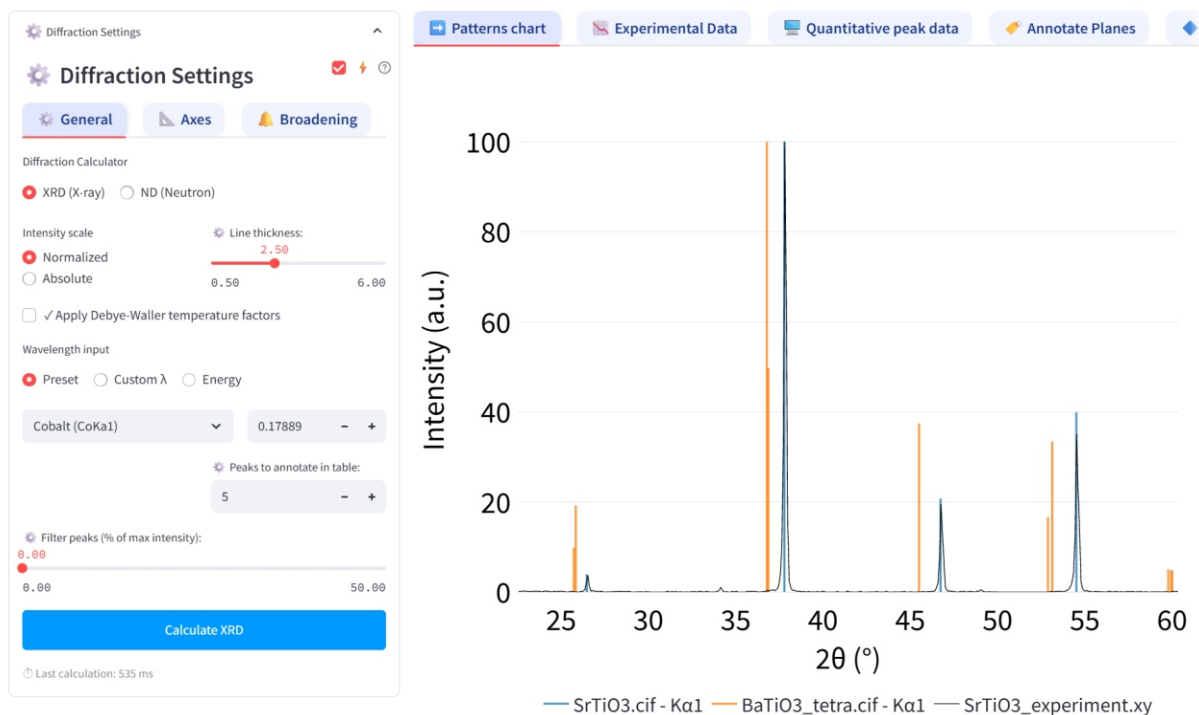 Diffraction Settings
Diffraction Settings
General Axes Broadening
Diffraction Calculator
XRD (X-ray) ND (Neutron)
Intensity scale
Normalized
Absolute
Line thickness:
2.50
0.50 6.00
✓ Apply Debye-Waller temperature factors
Wavelength input
Preset Custom λ Energy
Cobalt (CoKa1) 0.17889 - +
Peaks to annotate in table:
5 - +
Filter peaks (% of max intensity):
0.00
0.00 50.00
Calculate XRD
Last calculation: 535 ms
Patterns chart Experimental Data Quantitative peak data Annotate Planes
Intensity (a.u.)
100
80
60
40
20
0
25 30 35 40 45 50 55 60
2θ (°)
SrTiO3.cif - Kα1 BaTiO3_tetra.cif - Kα1 SrTiO3_experiment.xy